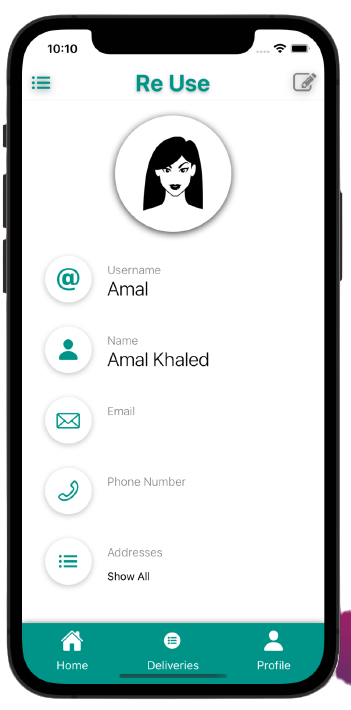 10:10
Re Use
@
Username
Amal
Name
Amal Khaled
Email
Phone Number
Addresses
Show All
Home Deliveries Profile